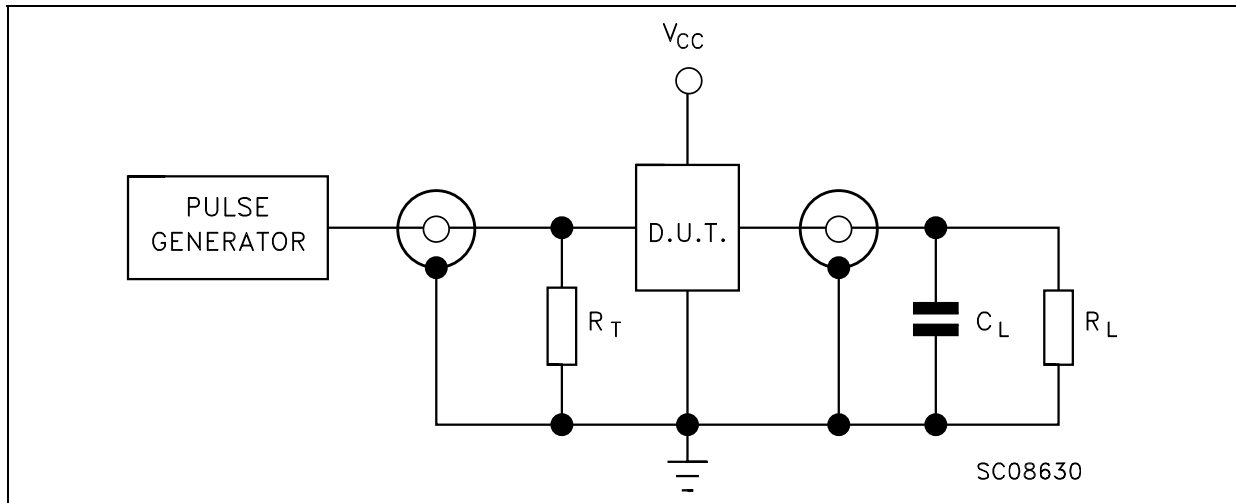 VCC
PULSE
GENERATOR
D.U.T.
RT
CL
RL
SC08630